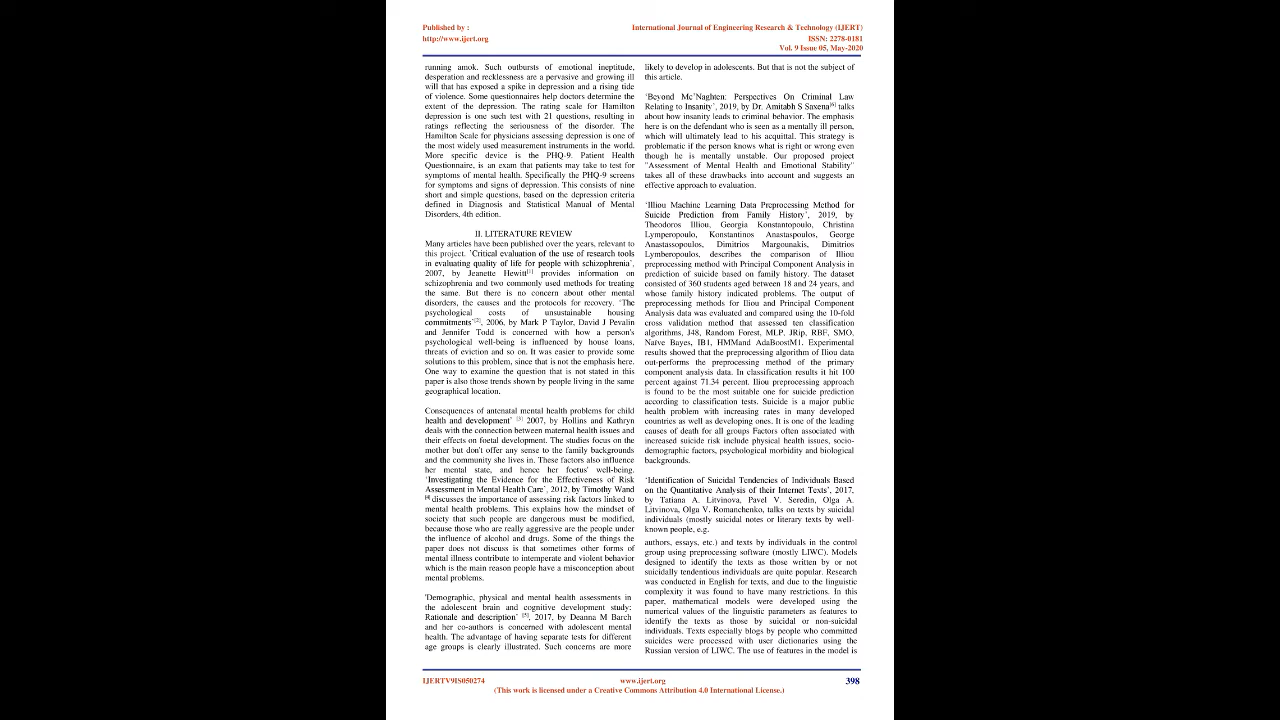 Published by :
http://www.ijert.org
International Journal of Engineering Research & Technology (IJERT)
ISSN: 2278-0181
Vol. 9 Issue 05, May-2020
running amok. Such outbursts of emotional ineptitude,
desperation and recklessness are a pervasive and growing ill
will that has exposed a spike in depression and a rising tide
of violence. Some questionnaires help doctors determine the
extent of the depression. The rating scale for Hamilton
depression is one such test with 21 questions, resulting in
ratings reflecting the seriousness of the disorder. The
Hamilton Scale for physicians assessing depression is one of
the most widely used measurement instruments in the world.
More specific device is the PHQ-9. Patient Health
Questionnaire, is an exam that patients may take to test for
symptoms of mental health. Specifically the PHQ-9 screens
for symptoms and signs of depression. This consists of nine
short and simple questions, based on the depression criteria
defined in Diagnosis and Statistical Manual of Mental
Disorders, 4th edition.
II. LITERATURE REVIEW
Many articles have been published over the years, relevant to
this project. 'Critical evaluation of the use of research tools
in evaluating quality of life for people with schizophrenia',
2007, by Jeanette Hewitt[1] provides information on
schizophrenia and two commonly used methods for treating
the same. But there is no concern about other mental
disorders, the causes and the protocols for recovery. 'The
psychological costs of unsustainable housing
commitments'[2], 2006, by Mark P Taylor, David J Pevalin
and Jennifer Todd is concerned with how a person's
psychological well-being is influenced by house loans,
threats of eviction and so on. It was easier to provide some
solutions to this problem, since that is not the emphasis here.
One way to examine the question that is not stated in this
paper is also those trends shown by people living in the same
geographical location.
Consequences of antenatal mental health problems for child
health and development' [3] 2007, by Hollins and Kathryn
deals with the connection between maternal health issues and
their effects on foetal development. The studies focus on the
mother but don't offer any sense to the family backgrounds
and the community she lives in. These factors also influence
her mental state, and hence her foetus' well-being.
'Investigating the Evidence for the Effectiveness of Risk
Assessment in Mental Health Care', 2012, by Timothy Wand
[4] discusses the importance of assessing risk factors linked to
mental health problems. This explains how the mindset of
society that such people are dangerous must be modified,
because those who are really aggressive are the people under
the influence of alcohol and drugs. Some of the things the
paper does not discuss is that sometimes other forms of
mental illness contribute to intemperate and violent behavior
which is the main reason people have a misconception about
mental problems.
'Demographic, physical and mental health assessments in
the adolescent brain and cognitive development study:
Rationale and description' [5], 2017, by Deanna M Barch
and her co-authors is concerned with adolescent mental
health. The advantage of having separate tests for different
age groups is clearly illustrated. Such concerns are more
likely to develop in adolescents. But that is not the subject of
this article.
'Beyond Mc'Naghten: Perspectives On Criminal Law
Relating to Insanity', 2019, by Dr. Amitabh S Saxena[6] talks
about how insanity leads to criminal behavior. The emphasis
here is on the defendant who is seen as a mentally ill person,
which will ultimately lead to his acquittal. This strategy is
problematic if the person knows what is right or wrong even
though he is mentally unstable. Our proposed project
"Assessment of Mental Health and Emotional Stability"
takes all of these drawbacks into account and suggests an
effective approach to evaluation.
'Illiou Machine Learning Data Preprocessing Method for
Suicide Prediction from Family History', 2019, by
Theodoros Illiou, Georgia Konstantopoulo, Christina
Lymperopoulo, Konstantinos Anastaspoulos, George
Anastassopoulos, Dimitrios Margounakis, Dimitrios
Lymberopoulos, describes the comparison of Illiou
preprocessing method with Principal Component Analysis in
prediction of suicide based on family history. The dataset
consisted of 360 students aged between 18 and 24 years, and
whose family history indicated problems. The output of
preprocessing methods for Iliou and Principal Component
Analysis data was evaluated and compared using the 10-fold
cross validation method that assessed ten classification
algorithms, J48, Random Forest, MLP, JRip, RBF, SMO,
Naïve Bayes, IB1, HMMand AdaBoostM1. Experimental
results showed that the preprocessing algorithm of Iliou data
out-performs the preprocessing method of the primary
component analysis data. In classification results it hit 100
percent against 71.34 percent. Iliou preprocessing approach
is found to be the most suitable one for suicide prediction
according to classification tests. Suicide is a major public
health problem with increasing rates in many developed
countries as well as developing ones. It is one of the leading
causes of death for all groups Factors often associated with
increased suicide risk include physical health issues, socio-
demographic factors, psychological morbidity and biological
backgrounds.
'Identification of Suicidal Tendencies of Individuals Based
on the Quantitative Analysis of their Internet Texts', 2017,
by Tatiana A. Litvinova, Pavel V. Seredin, Olga A.
Litvinova, Olga V. Romanchenko, talks on texts by suicidal
individuals (mostly suicidal notes or literary texts by well-
known people, e.g.
authors, essays, etc.) and texts by individuals in the control
group using preprocessing software (mostly LIWC). Models
designed to identify the texts as those written by or not
suicidally tendentious individuals are quite popular. Research
was conducted in English for texts, and due to the linguistic
complexity it was found to have many restrictions. In this
paper, mathematical models were developed using the
numerical values of the linguistic parameters as features to
identify the texts as those by suicidal or non-suicidal
individuals. Texts especially blogs by people who committed
suicides were processed with user dictionaries using the
Russian version of LIWC. The use of features in the model is
IJERTV9IS050274
www.ijert.org
(This work is licensed under a Creative Commons Attribution 4.0 International License.)
398